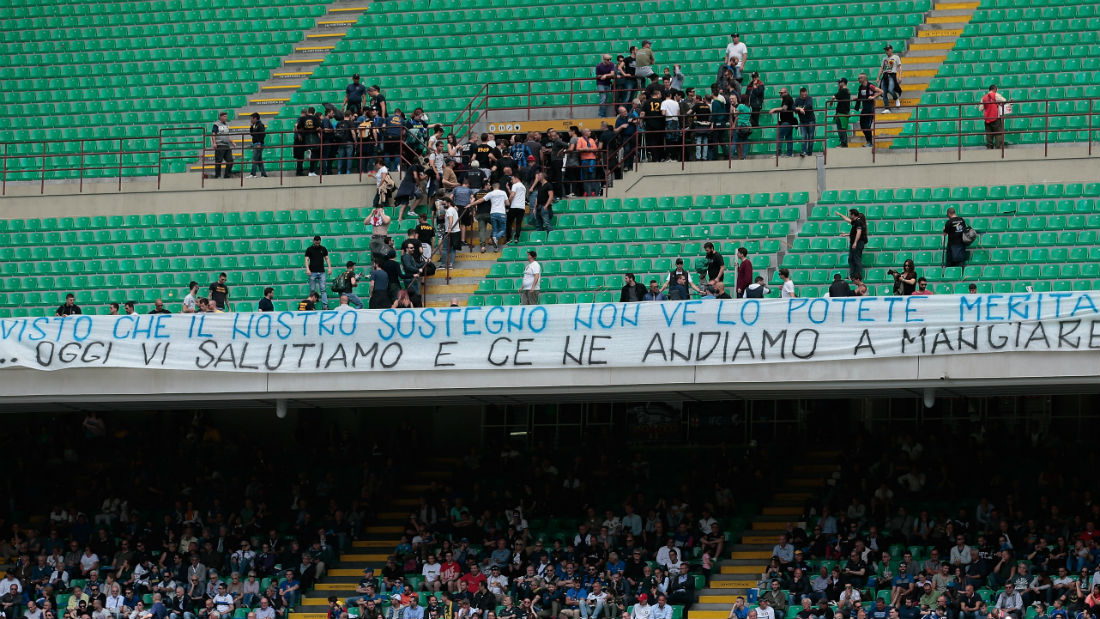 VISTO CHE IL NOSTRO SOSTEGNO NON VE LO POTETE MERITA
... OGGI VI SALUTIAMO E CE NE ANDIAMO A MANGIARE